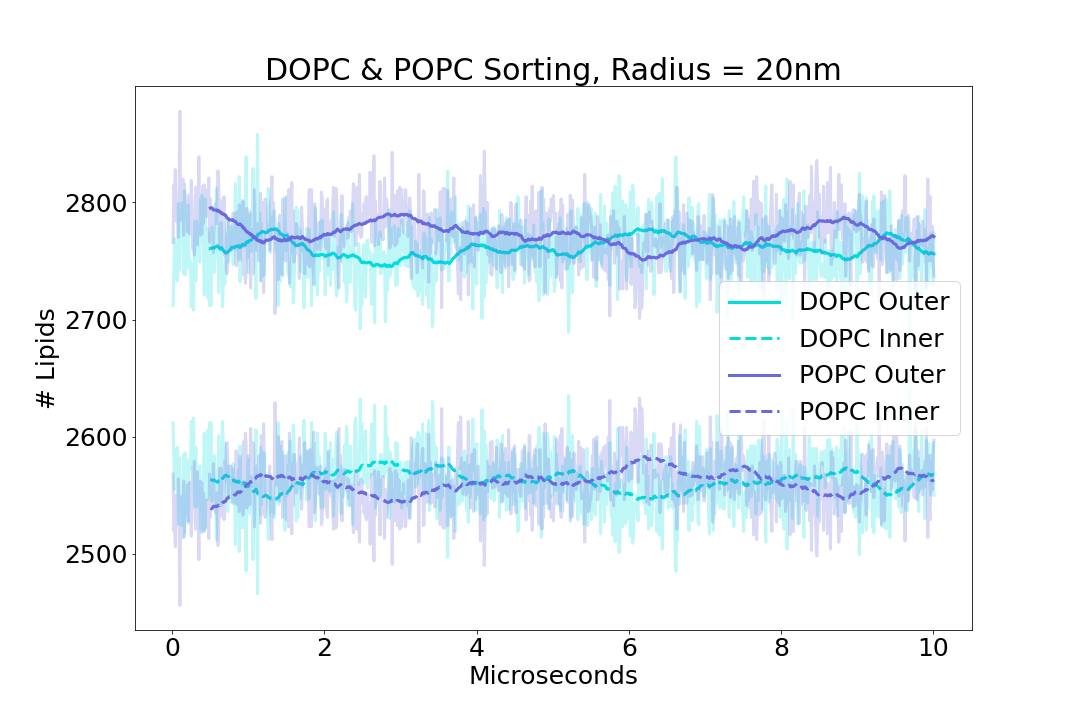 DOPC & POPC Sorting, Radius = 20nm
# Lipids
2800
2700
2600
2500
DOPC Outer
DOPC Inner
POPC Outer
POPC Inner
0 2 4 6 8 10
Microseconds